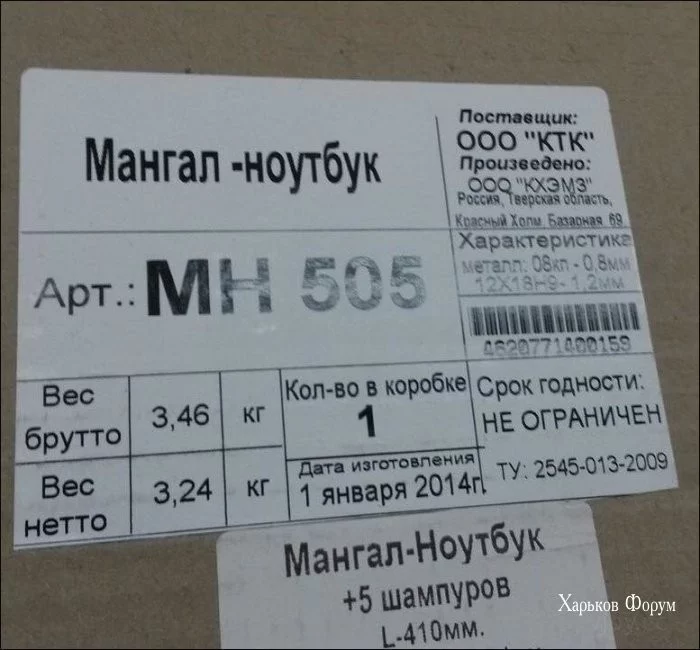 Мангал -ноутбук
Поставщик:
ООО "КТК"
Произведено:
ООО "КХЭМЗ"
Россия, Тверская область,
Красный Холм, Базарная 69
Арт.: МН 505
Характеристика
металл: 08кп - 0,8мм
12Х18Н9- 1,2мм
4620771400159
Вес брутто
3,46
кг
Вес нетто
3,24
кг
Кол-во в коробке
1
Дата изготовления
1 января 2014г.
Срок годности:
НЕ ОГРАНИЧЕН
ТУ: 2545-013-2009
Мангал-Ноутбук
+5 шампуров
L-410мм.
Харьков Форум